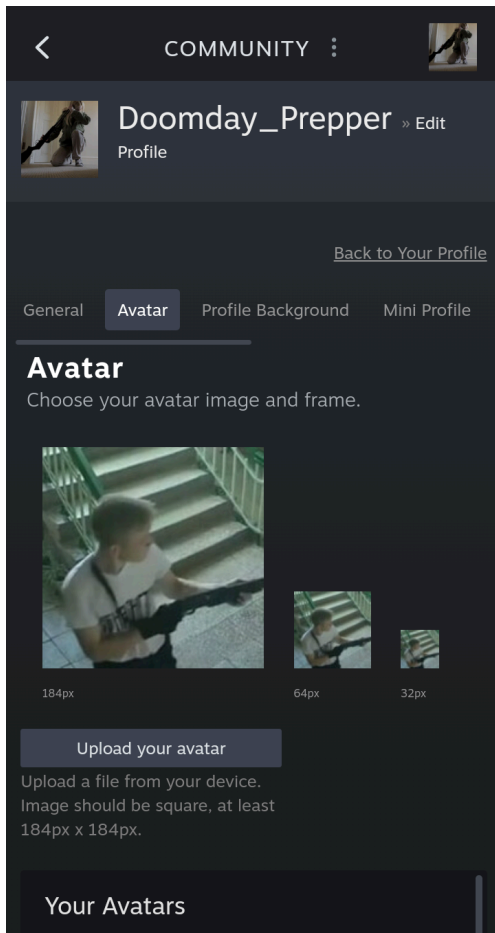 COMMUNITY
Doomday_Prepper » Edit
Profile
Back to Your Profile
General Avatar Profile Background Mini Profile
Avatar
Choose your avatar image and frame.
184px 64px 32px
Upload your avatar
Upload a file from your device.
Image should be square, at least
184px x 184px.
Your Avatars